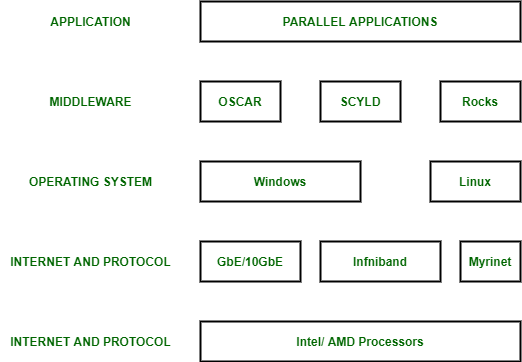 APPLICATION PARALLEL APPLICATIONS
MIDDLEWARE OSCAR SCYLD Rocks
OPERATING SYSTEM Windows Linux
INTERNET AND PROTOCOL GbE/10GbE Infniband Myrinet
INTERNET AND PROTOCOL Intel/ AMD Processors